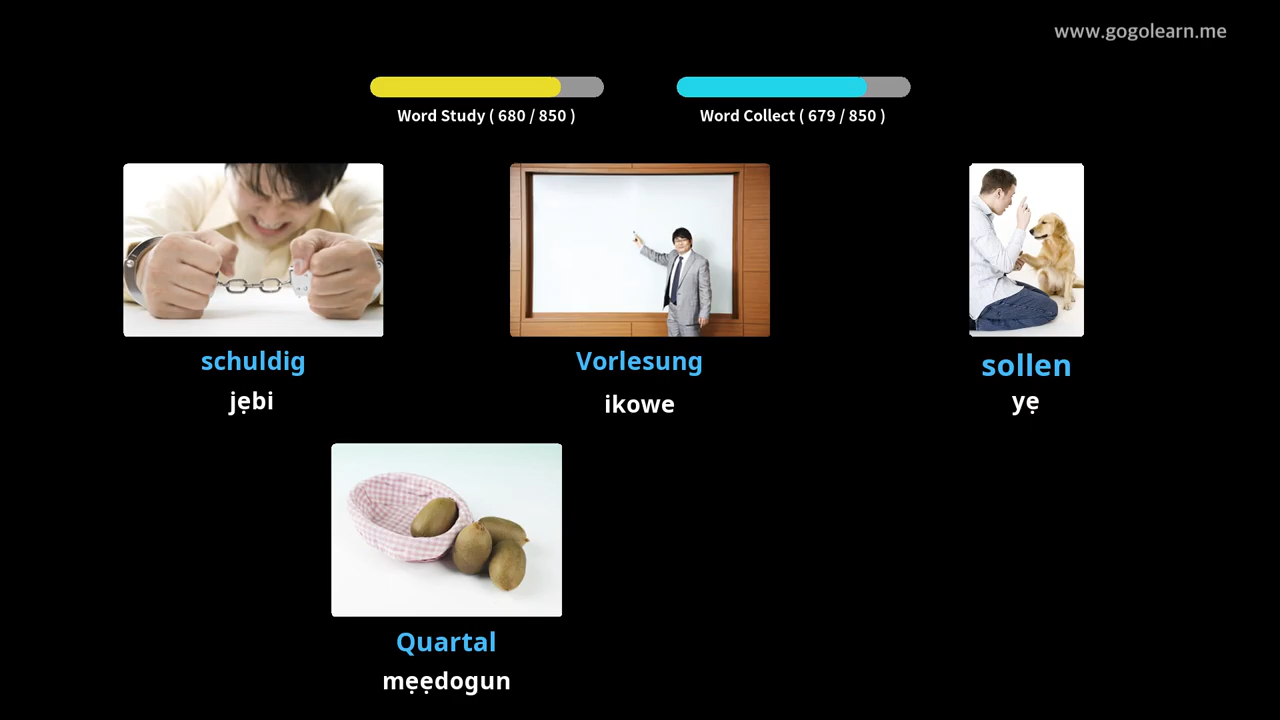 www.gogolearn.me
Word Study ( 680 / 850 )
Word Collect ( 679 / 850 )
schuldig
jẹbi
Vorlesung
ikowe
sollen
yẹ
Quartal
mẹẹdogun